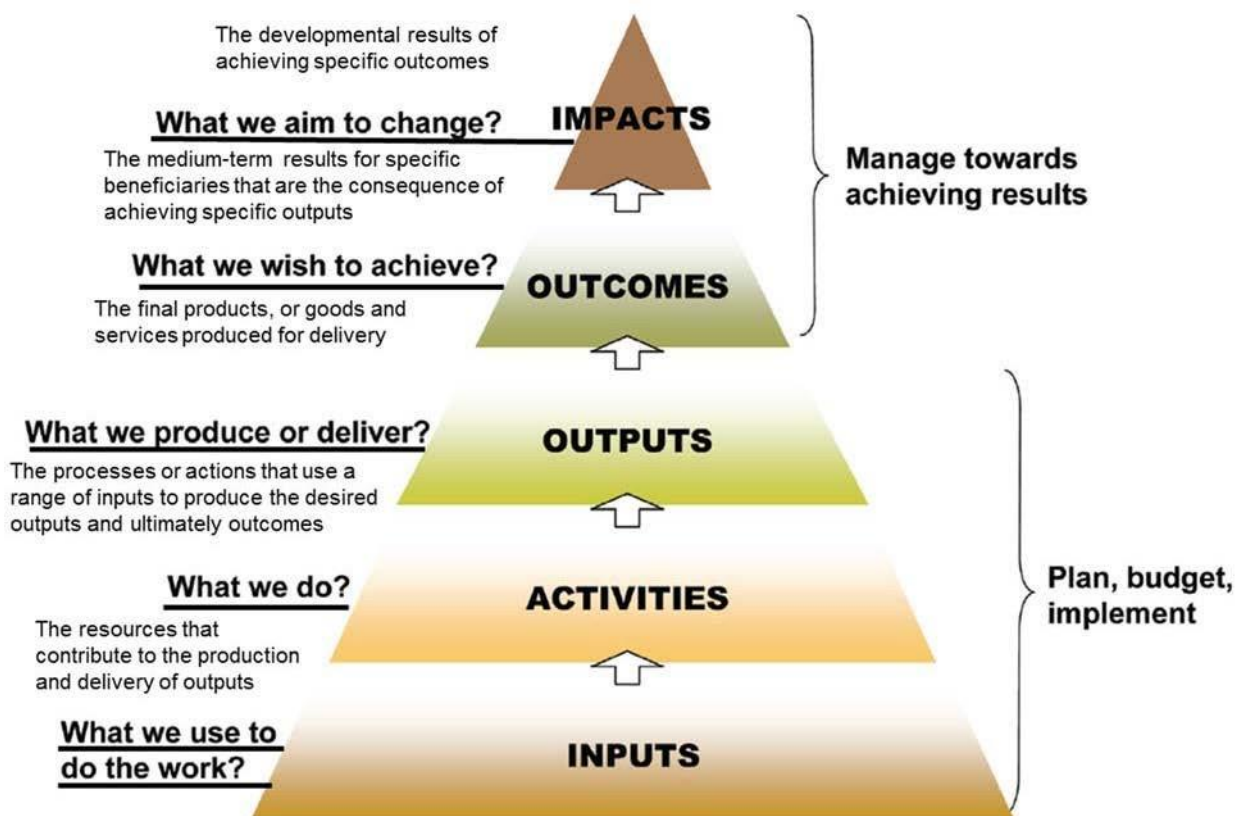 The developmental results of
achieving specific outcomes
What we aim to change?
IMPACTS
The medium-term results for specific
beneficiaries that are the consequence of
achieving specific outputs
Manage towards
achieving results
What we wish to achieve?
OUTCOMES
The final products, or goods and
services produced for delivery
What we produce or deliver?
OUTPUTS
The processes or actions that use a
range of inputs to produce the desired
outputs and ultimately outcomes
What we do?
ACTIVITIES
Plan, budget,
implement
The resources that
contribute to the production
and delivery of outputs
What we use to
do the work?
INPUTS